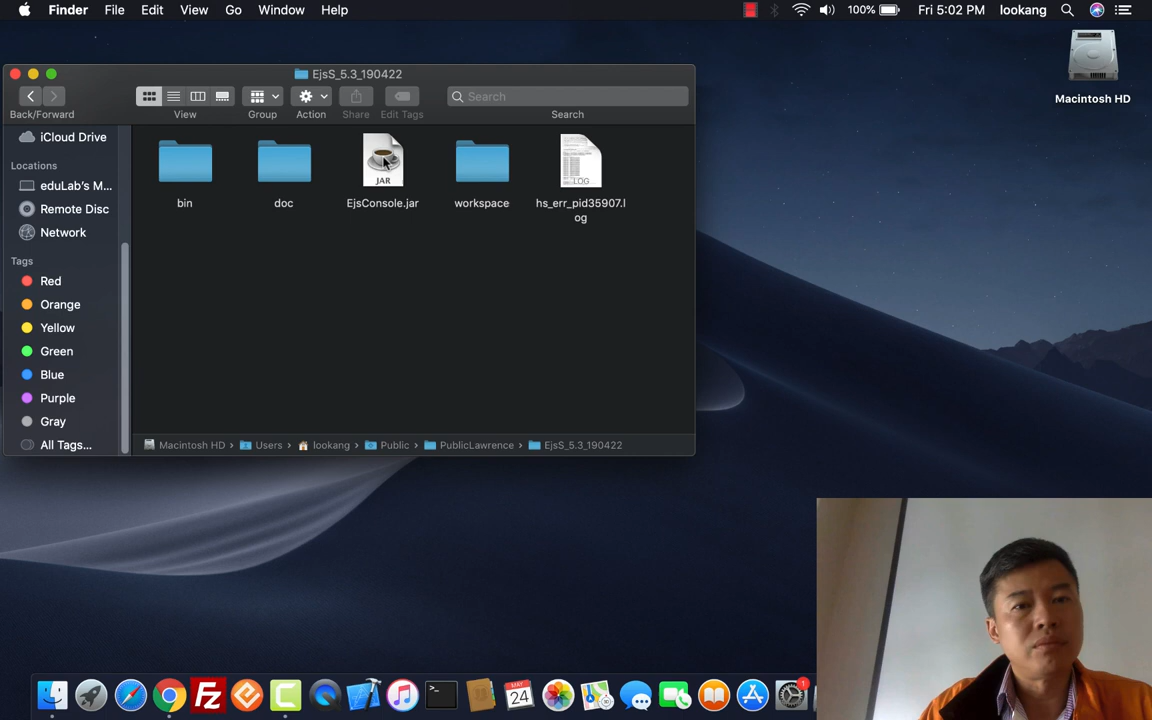 Finder File Edit View Go Window Help 100% Fri 5:02 PM lookang
Macintosh HD
EjsS_5.3_190422
Search
Back/Forward View Group Action Share Edit Tags Search
iCloud Drive
Locations
eduLab's M...
Remote Disc
Network
Tags
Red
Orange
Yellow
Green
Blue
Purple
Gray
All Tags...
JAR
LOG
bin doc EjsConsole.jar workspace hs_err_pid35907.l
og
Macintosh HD › Users › lookang › Public › PublicLawrence › EjsS_5.3_190422
Fz
C
>_
MAY
24
1